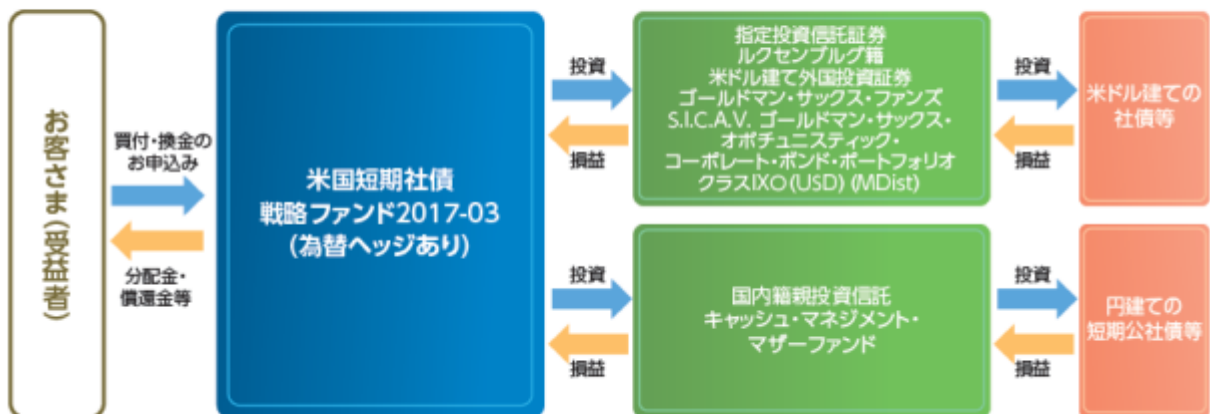 お客さま(受益者)
買付・換金の
お申込み
分配金・
償還金等
米国短期社債
戦略ファンド2017-03
(為替ヘッジあり)
投資
損益
指定投資信託証券
ルクセンブルグ籍
米ドル建て外国投資証券
ゴールドマン・サックス・ファンズ
S.I.C.A.V. ゴールドマン・サックス・
オポチュニスティック・
コーポレート・ボンド・ポートフォリオ
クラスIXO(USD) (MDist)
投資
損益
米ドル建ての
社債等
投資
損益
国内籍親投資信託
キャッシュ・マネジメント・
マザーファンド
投資
損益
円建ての
短期公社債等